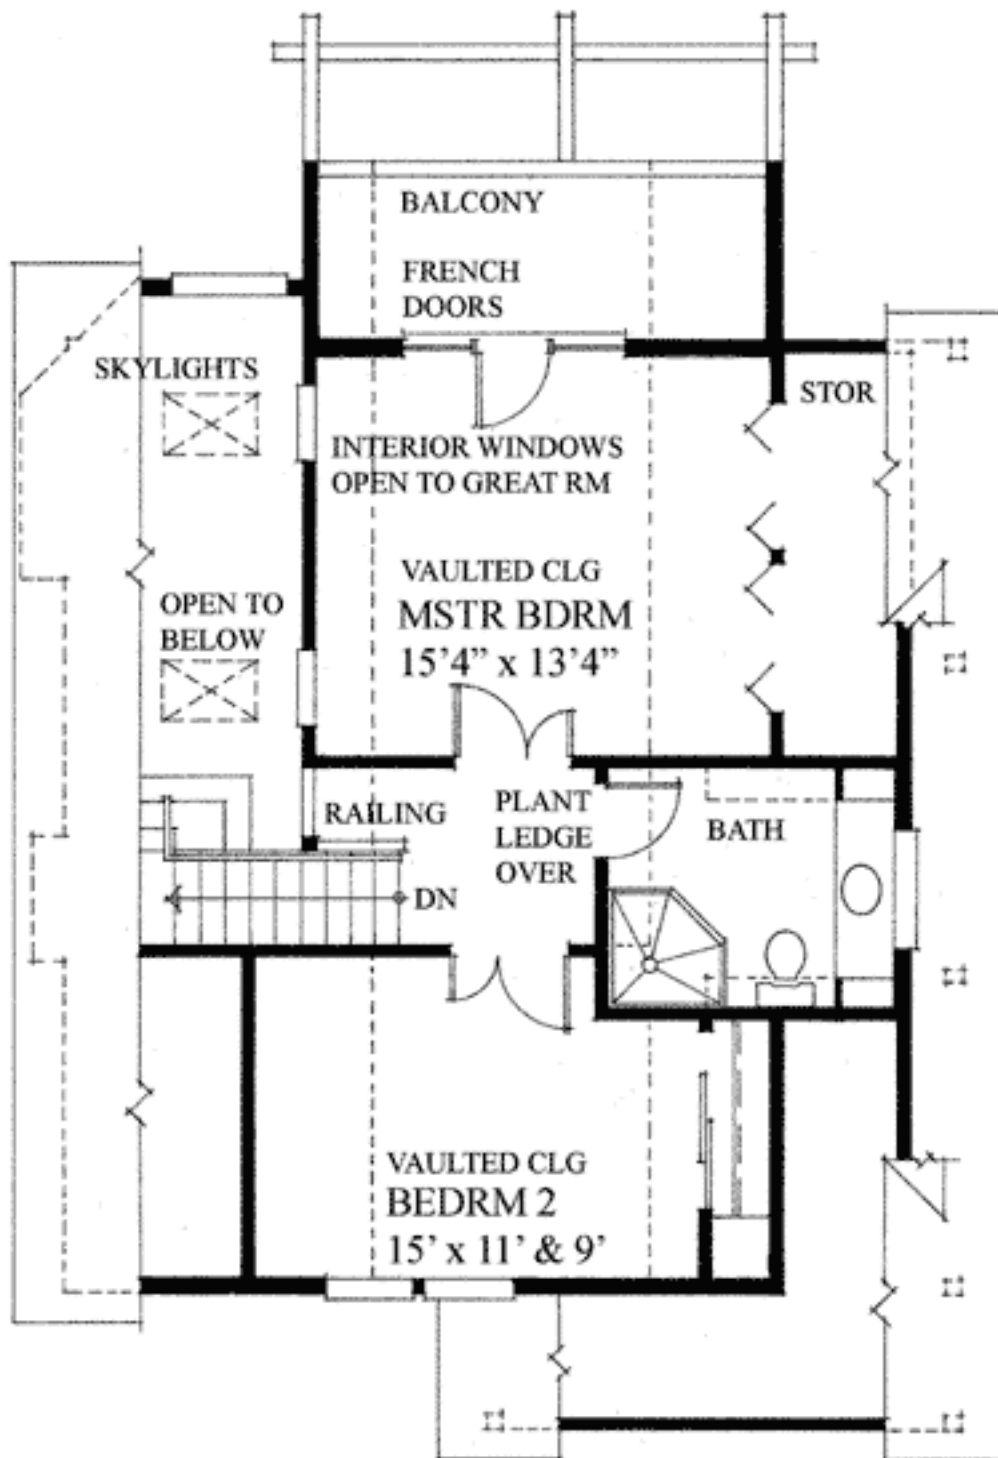 BALCONY
FRENCH
DOORS
SKYLIGHTS
STOR
INTERIOR WINDOWS
OPEN TO GREAT RM
VAULTED CLG
MSTR BDRM
15'4” x 13'4”
OPEN TO
BELOW
RAILING
PLANT
LEDGE
OVER
BATH
DN
VAULTED CLG
BEDRM 2
15’ x 11’ & 9’